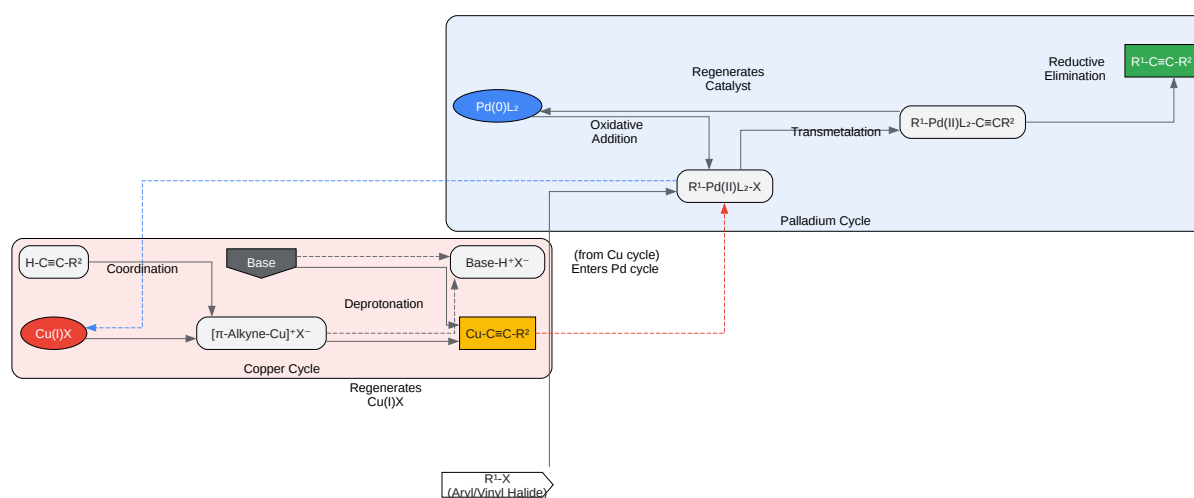 Regenerates
Catalyst
Reductive
Elimination
R¹-C≡C-R²
Pd(0)L₂
Oxidative
Addition
Transmetalation
R¹-Pd(II)L₂-C≡CR²
R¹-Pd(II)L₂-X
Palladium Cycle
H-C≡C-R²
Coordination
Base
Base-H⁺X⁻
(from Cu cycle)
Enters Pd cycle
Deprotonation
Cu(I)X
[π-Alkyne-Cu]⁺X⁻
Cu-C≡C-R²
Copper Cycle
Regenerates
Cu(I)X
R¹-X
(Aryl/Vinyl Halide)